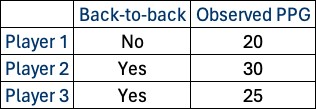 Back-to-back Observed PPG
Player 1 No 20
Player 2 Yes 30
Player 3 Yes 25